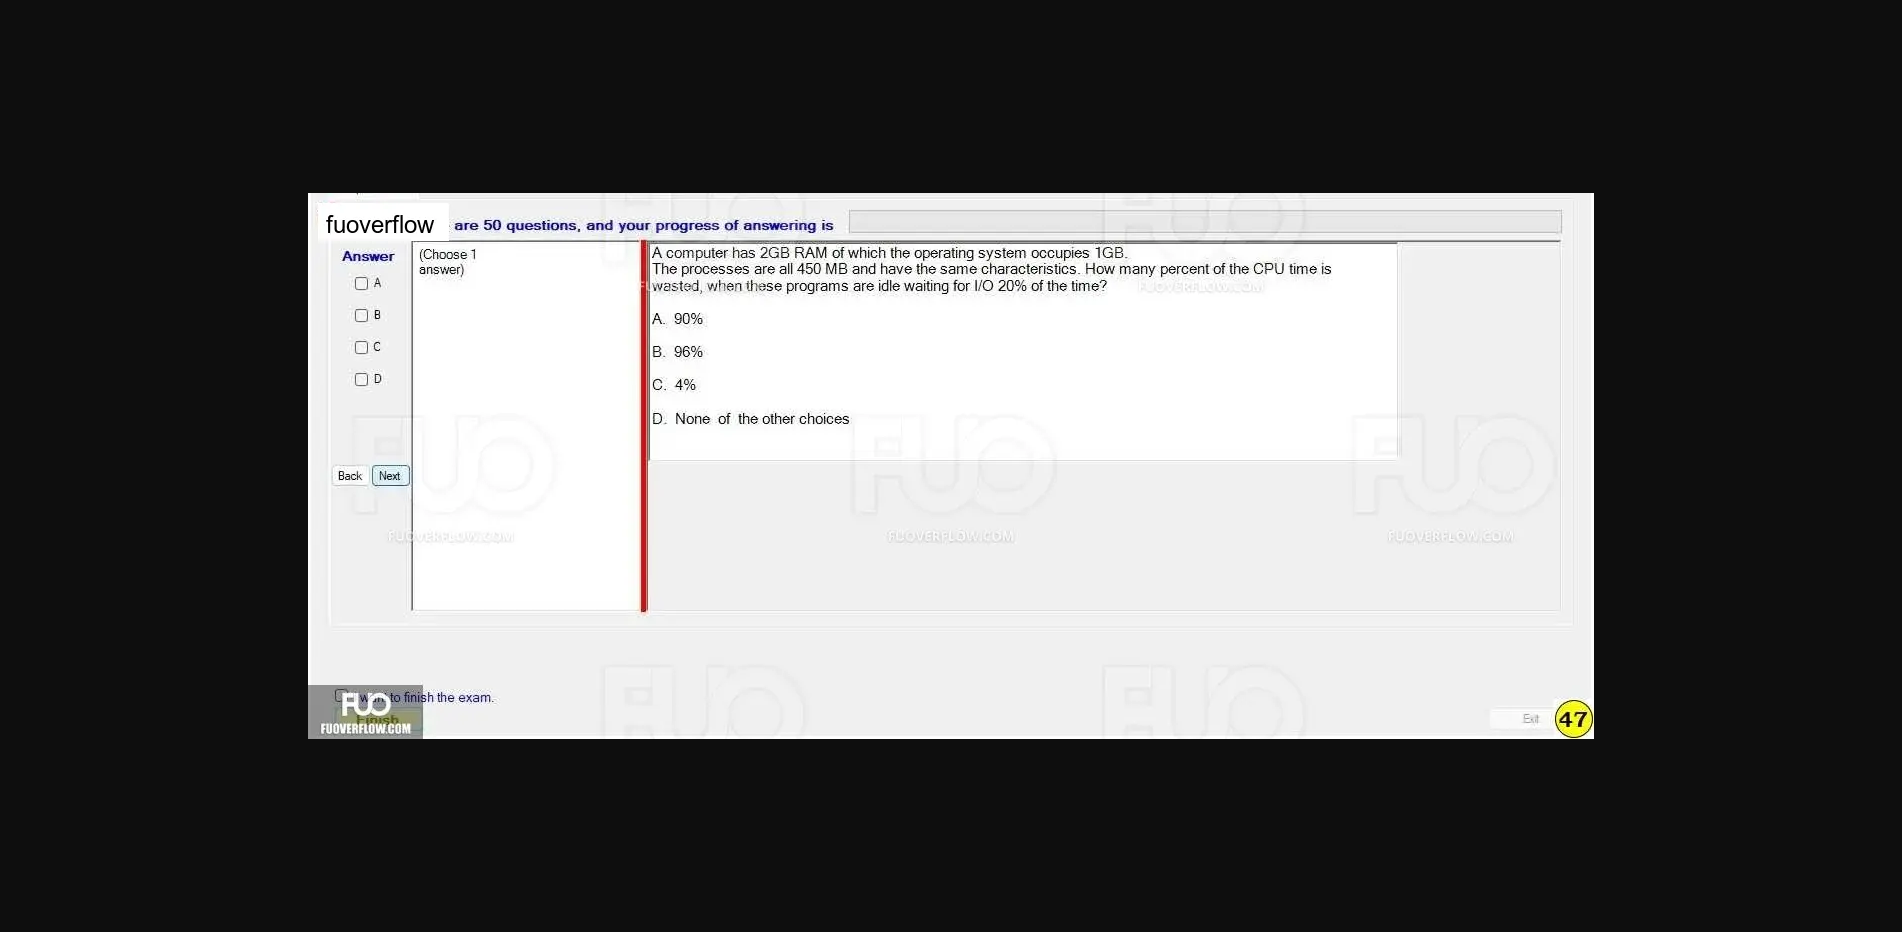 fuoverflow are 50 questions, and your progress of answering is
Answer
(Choose 1
answer)
A
B
C
D
Back Next
A computer has 2GB RAM of which the operating system occupies 1GB.
The processes are all 450 MB and have the same characteristics. How many percent of the CPU time is
wasted, when these programs are idle waiting for I/O 20% of the time?
A. 90%
B. 96%
C. 4%
D. None of the other choices
FUO
FUOVERFLOW.COM
FUO
FUOVERFLOW.COM
FUO
FUOVERFLOW.COM
want to finish the exam.
Finish
FUO
FUOVERFLOW.COM
Exit
47